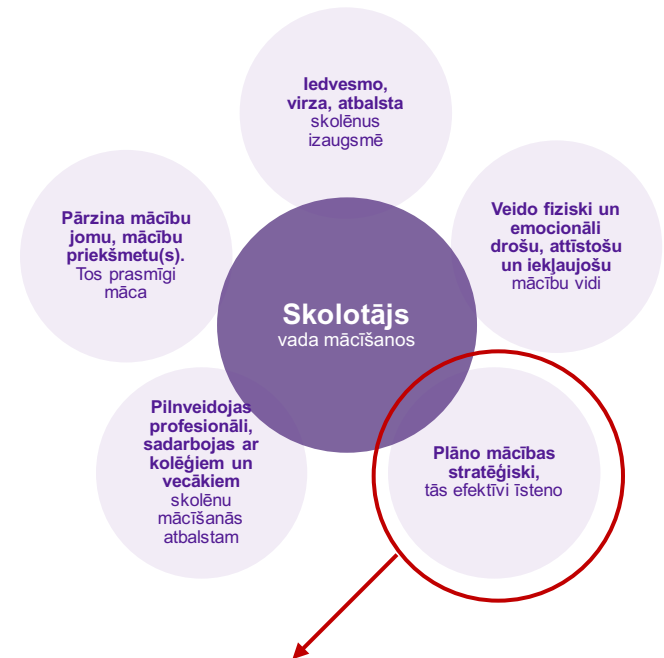 Iedvesmo,
virza, atbalsta
skolēnus
izaugsmē
Pārzina mācību
jomu, mācību
priekšmetu(s).
Tos prasmīgi
māca
Veido fiziski un
emocionāli
drošu, attīstošu
un iekļaujošu
mācību vidi
Skolotājs
vada mācīšanos
Pilnveidojas
profesionāli,
sadarbojas ar
kolēģiem un
vecākiem
skolēnu
mācīšanās
atbalstam
Plāno mācības
stratēģiski,
tās efektīvi īsteno